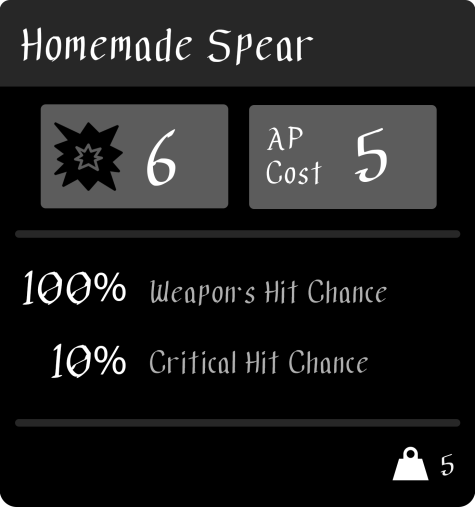 Homemade Spear
6
AP
Cost
5
100% Weapon's Hit Chance
10% Critical Hit Chance
5